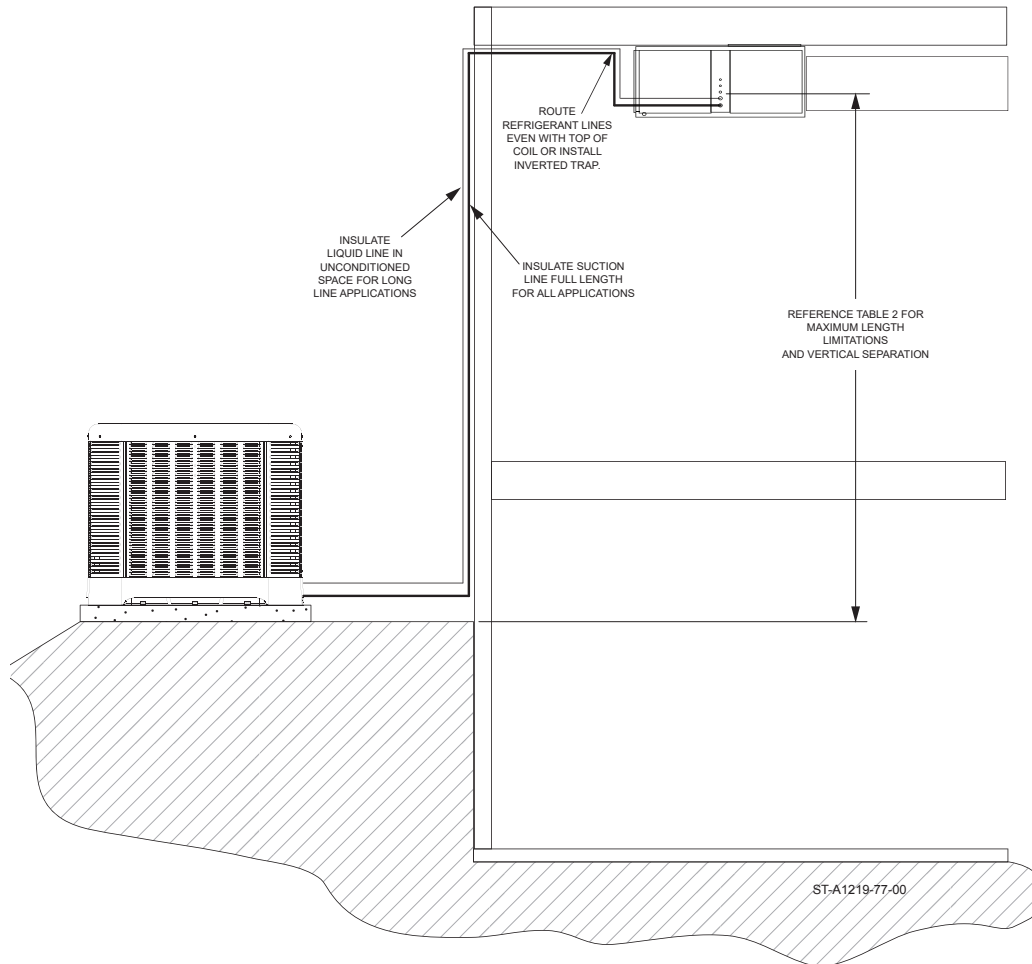 ROUTE
REFRIGERANT LINES
EVEN WITH TOP OF
COIL OR INSTALL
INVERTED TRAP.
INSULATE
LIQUID LINE IN
UNCONDITIONED
SPACE FOR LONG
LINE APPLICATIONS
INSULATE SUCTION
LINE FULL LENGTH
FOR ALL APPLICATIONS
REFERENCE TABLE 2 FOR
MAXIMUM LENGTH
LIMITATIONS
AND VERTICAL SEPARATION
ST-A1219-77-00